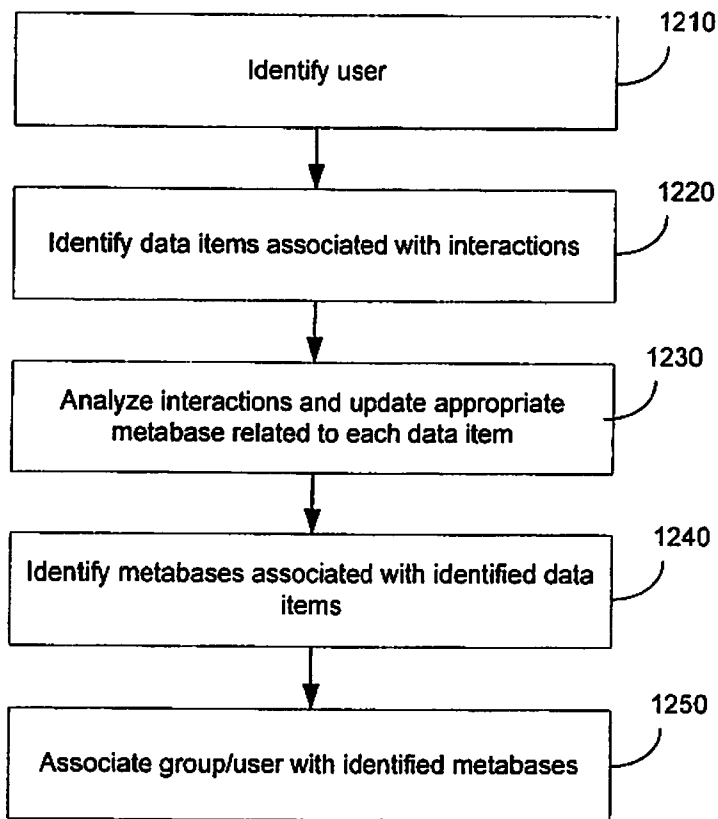 1210
Identify user
1220
Identify data items associated with interactions
1230
Analyze interactions and update appropriate
metabase related to each data item
1240
Identify metabases associated with identified data
items
1250
Associate group/user with identified metabases